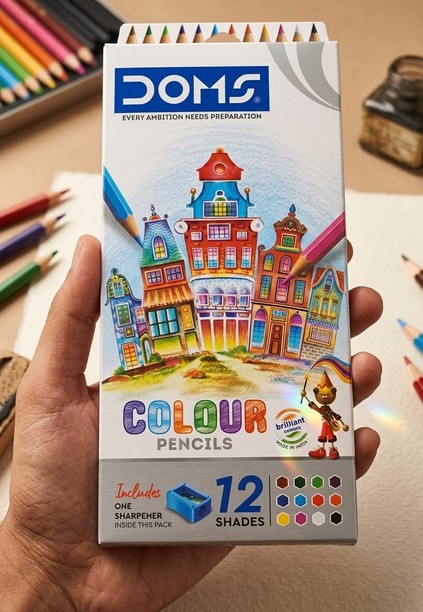 DOMS®
EVERY AMBITION NEEDS PREPARATION
COLOUR
PENCILS
brilliant
colours
MADE IN INDIA
Includes
ONE
SHARPENER
INSIDE THIS PACK
12
SHADES